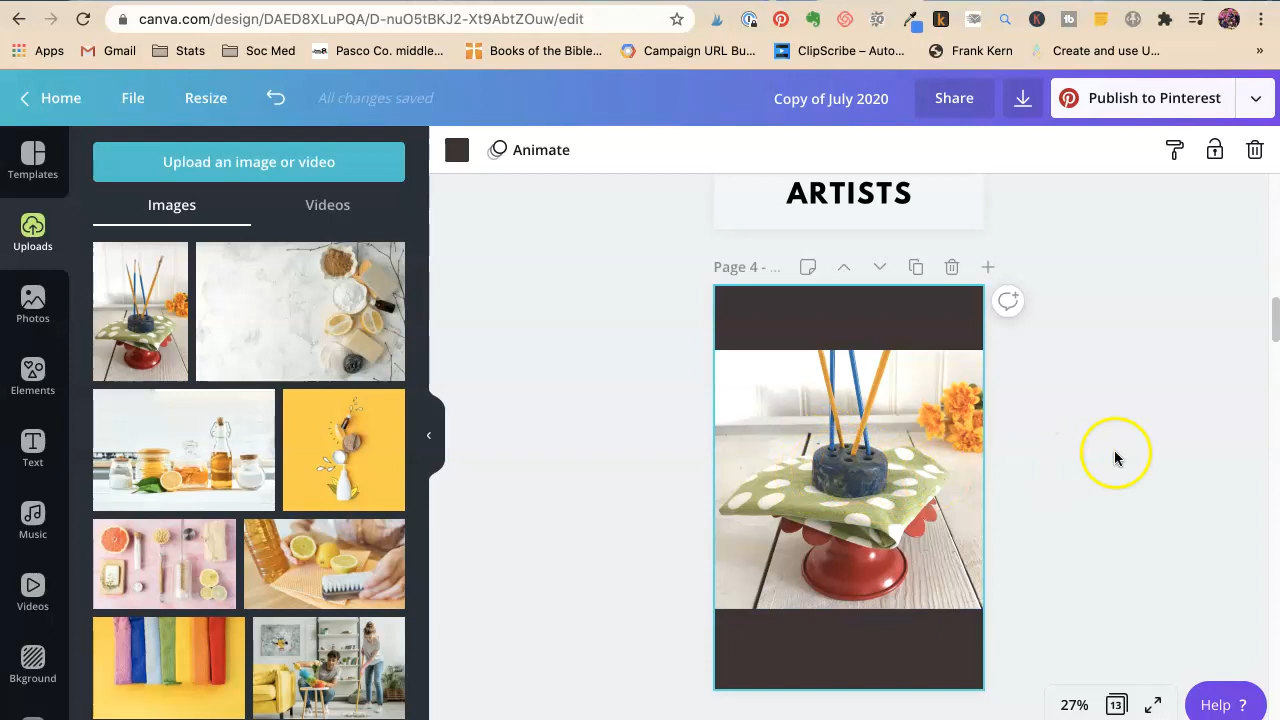 canva.com/design/DAED8XLuPQA/D-nuO5tBKJ2-Xt9AbtZOuw/edit
Apps Gmail Stats Soc Med Pasco Co. middle... Books of the Bible... Campaign URL Bu... ClipScribe – Auto... Frank Kern Create and use U... »
Home File Resize All changes saved Copy of July 2020 Share Publish to Pinterest
Templates
Uploads
Photos
Elements
Text
Music
Videos
Bkground
Upload an image or video
Images Videos
Animate
ARTISTS
Page 4 - ...
27% 13 Help ?